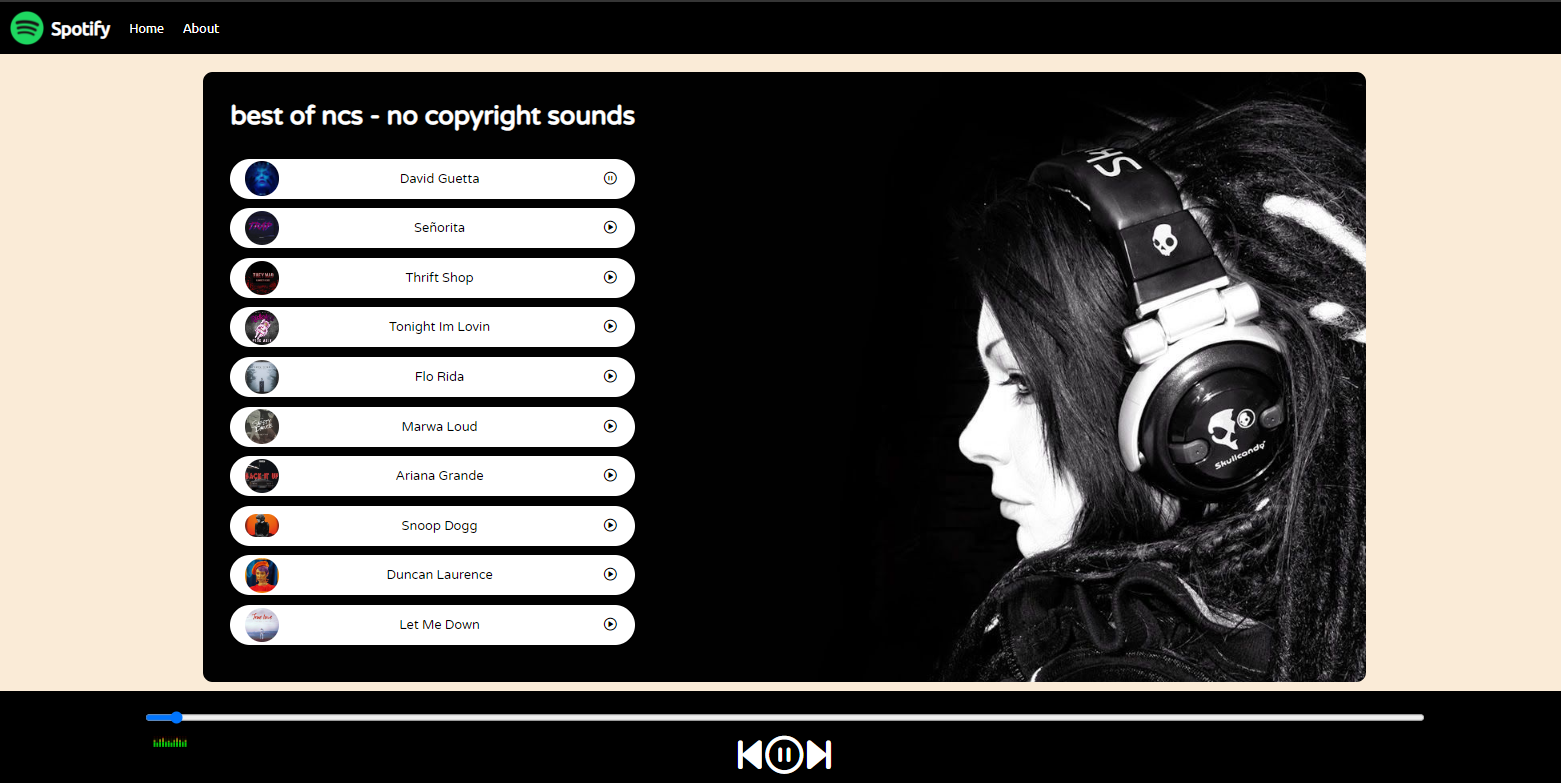 Spotify Home About
best of ncs - no copyright sounds
David Guetta
Señorita
Thrift Shop
Tonight Im Lovin
Flo Rida
Marwa Loud
Ariana Grande
Snoop Dogg
Duncan Laurence
Let Me Down
Skullcandy